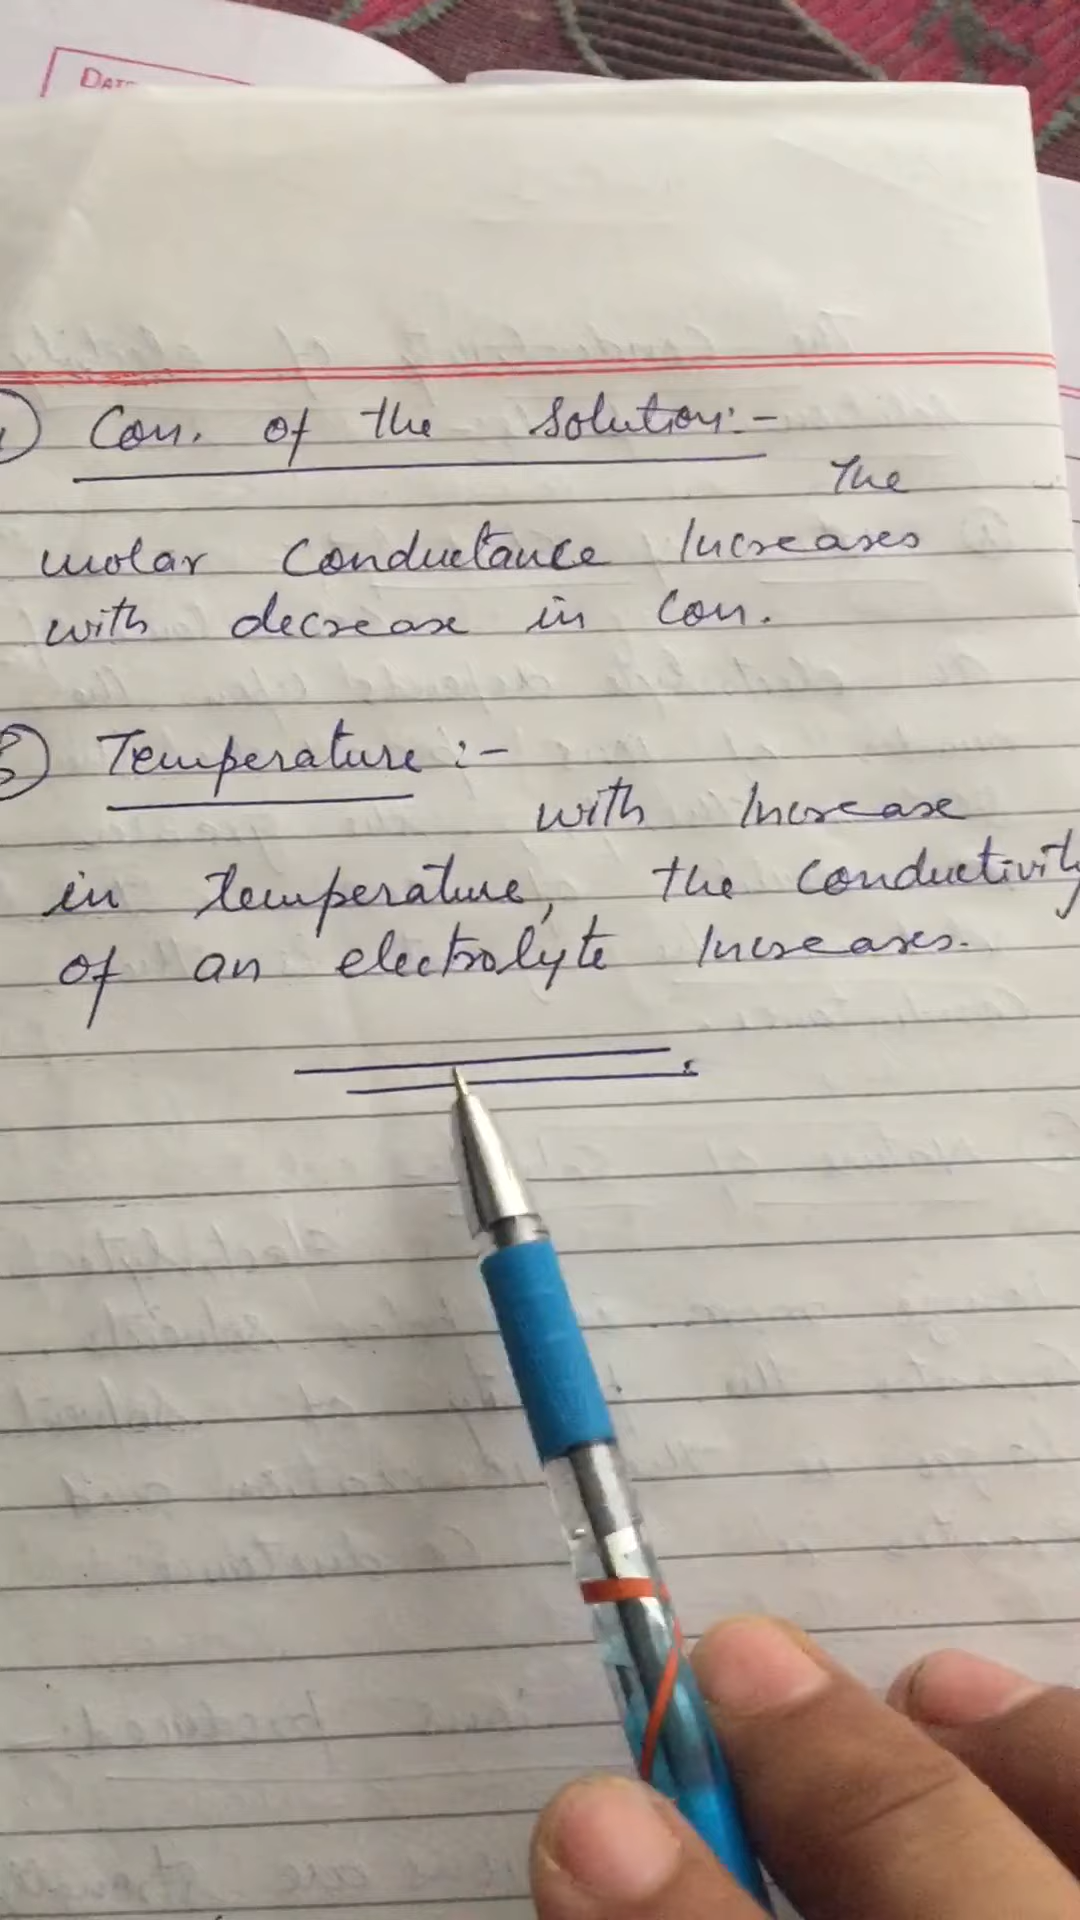 DATE
Con. of the solution:-
The
molar conductance Increases
with decrease in Con.
Temperature :-
with Increase
in temperature, the conductivity
of an electrolyte Increases.